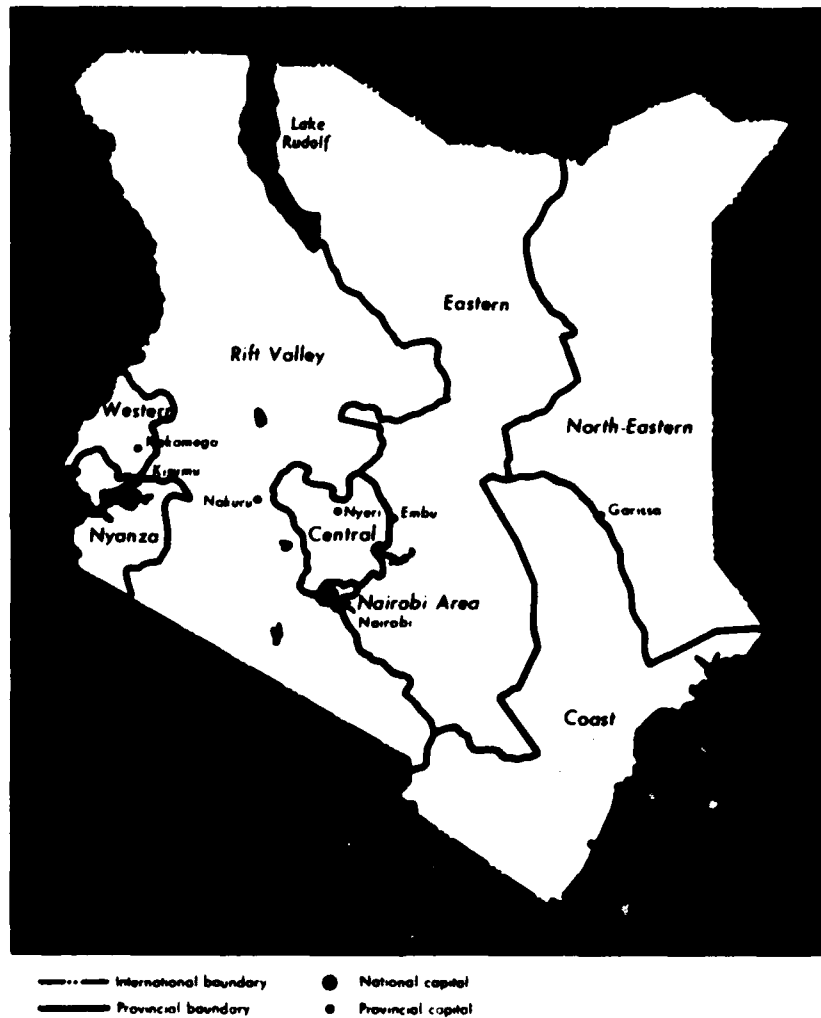 Lake
Rudolf
Eastern
Rift Valley
Western
North-Eastern
Kakamega
Kisumu
Nakuru
Nyeri
Embu
Garissa
Nyanza
Central
Nairobi Area
Nairobi
Coast
International boundary
National capital
Provincial boundary
Provincial capital